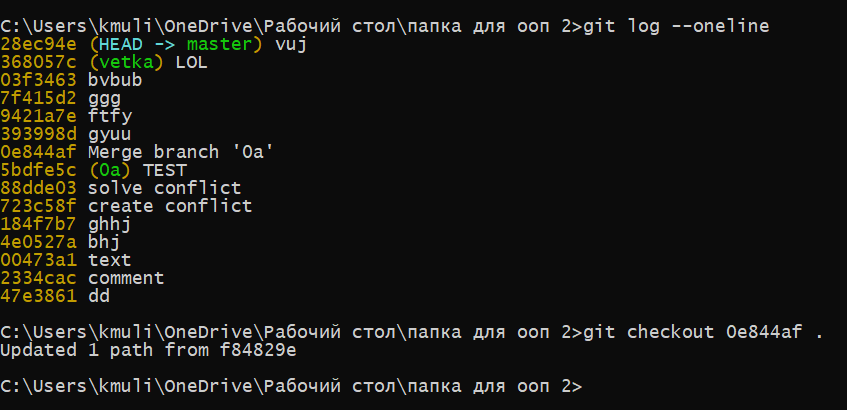 C:\Users\kmuli\OneDrive\Рабочий стол\папка для ооп 2>git log --oneline
28ec94e (HEAD -> master) vuj
368057c (vetka) LOL
03f3463 bvbub
7f415d2 ggg
9421a7e ftfy
393998d gyuu
0e844af Merge branch '0a'
5bdfe5c (0a) TEST
88dde03 solve conflict
723c58f create conflict
184f7b7 ghhj
4e0527a bhj
00473a1 text
2334cac comment
47e3861 dd
C:\Users\kmuli\OneDrive\Рабочий стол\папка для ооп 2>git checkout 0e844af .
Updated 1 path from f84829e
C:\Users\kmuli\OneDrive\Рабочий стол\папка для ооп 2>